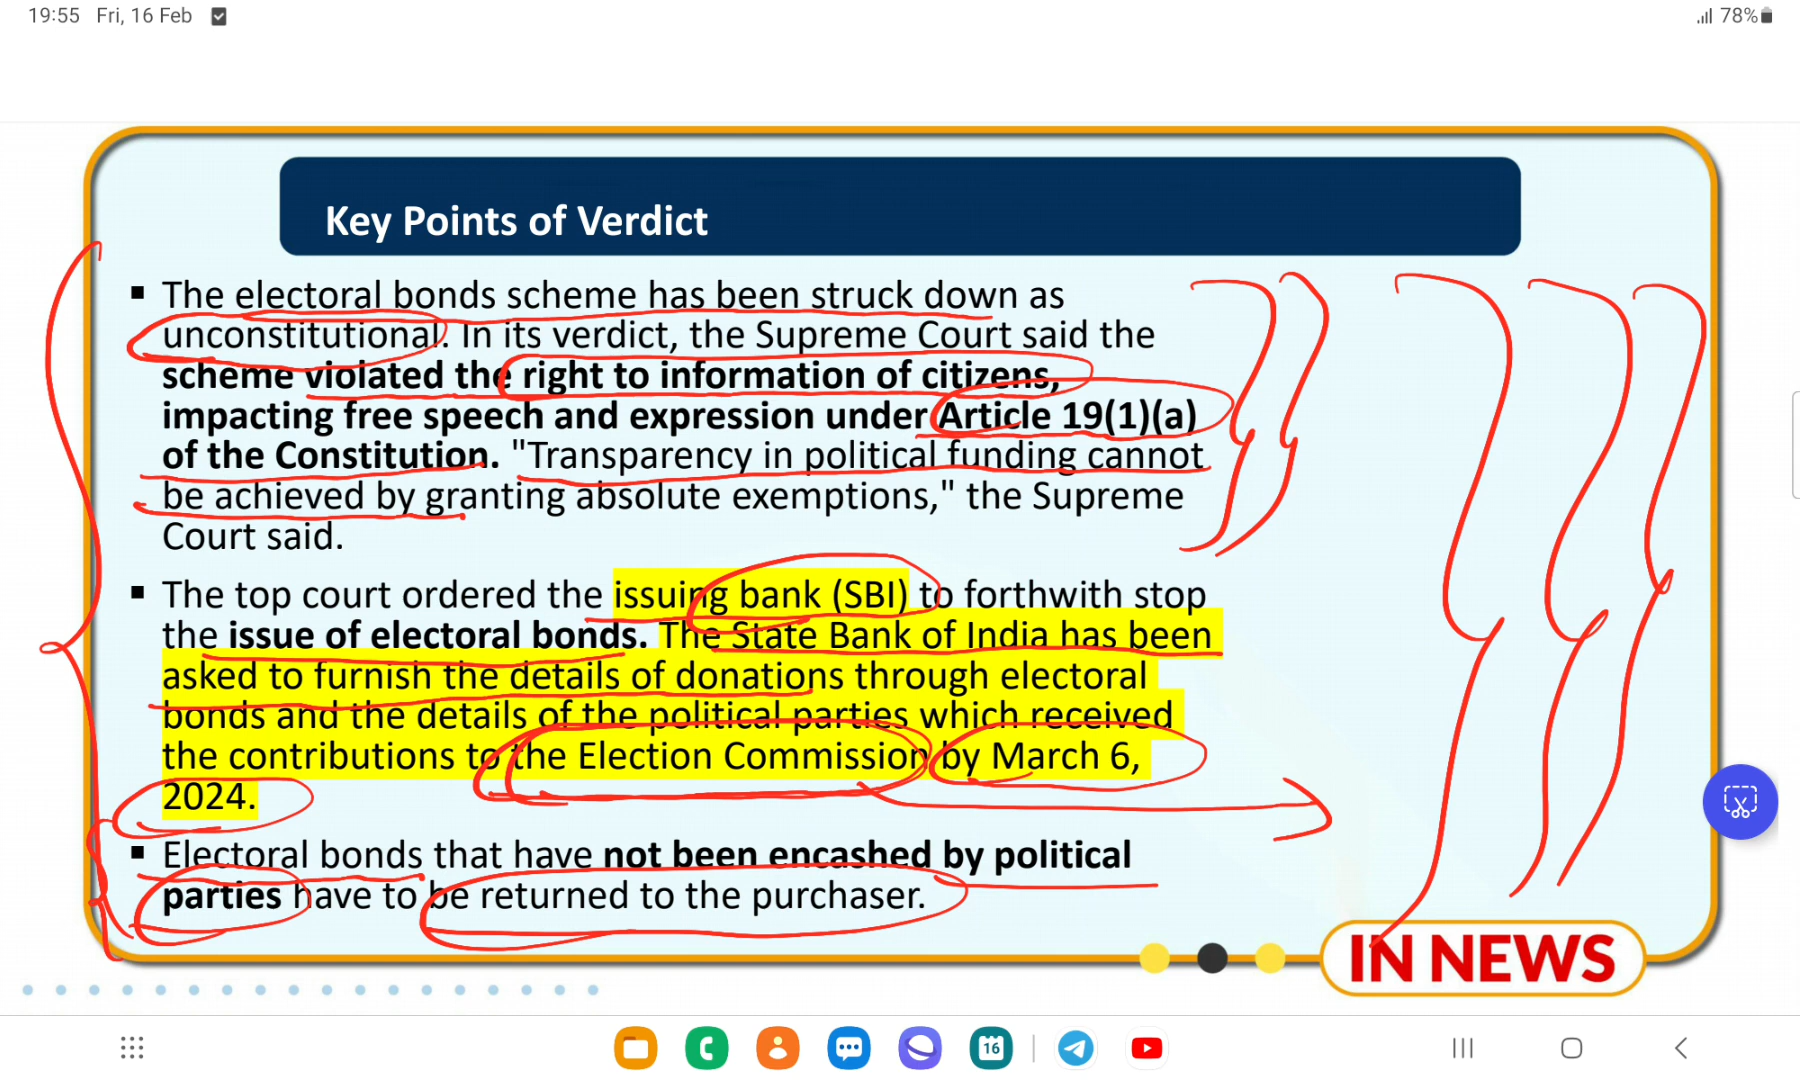 19:55 Fri, 16 Feb
78%
Key Points of Verdict
▪ The electoral bonds scheme has been struck down as
unconstitutional. In its verdict, the Supreme Court said the
scheme violated the right to information of citizens,
impacting free speech and expression under Article 19(1)(a)
of the Constitution. "Transparency in political funding cannot
be achieved by granting absolute exemptions," the Supreme
Court said.
▪ The top court ordered the issuing bank (SBI) to forthwith stop
the issue of electoral bonds. The State Bank of India has been
asked to furnish the details of donations through electoral
bonds and the details of the political parties which received
the contributions to the Election Commission by March 6,
2024.
▪ Electoral bonds that have not been encashed by political
parties have to be returned to the purchaser.
IN NEWS
16